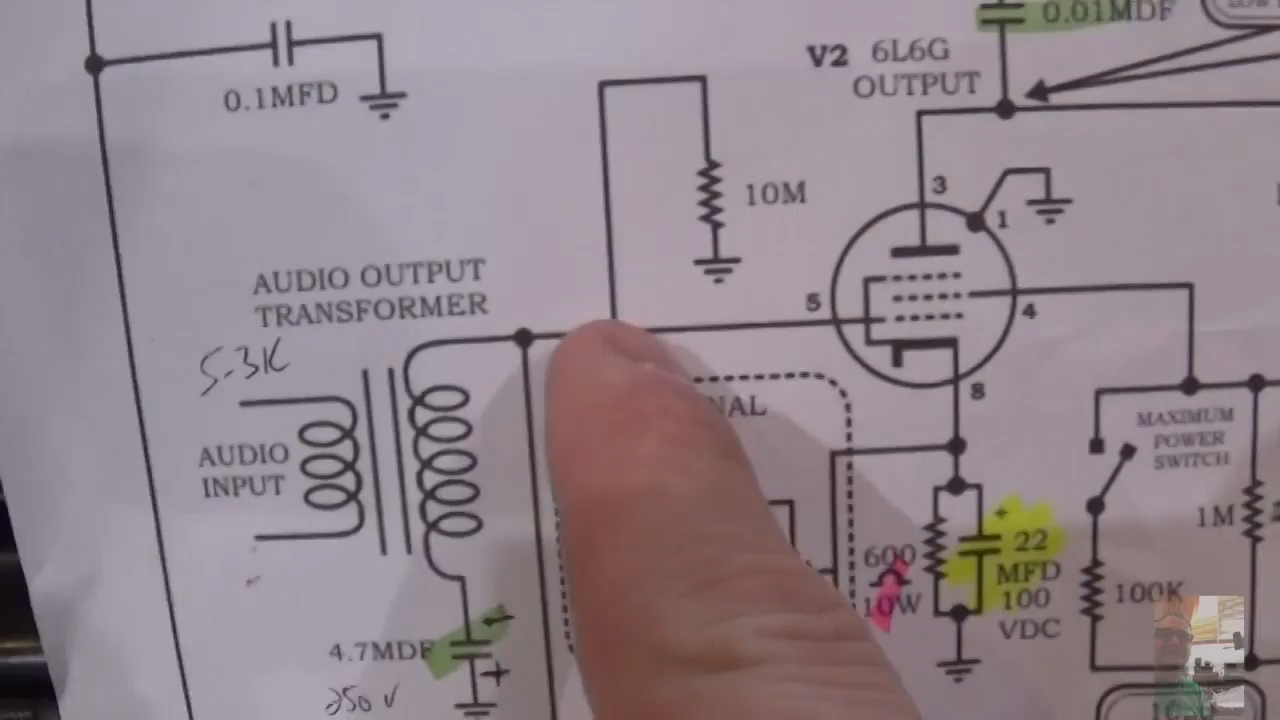 0.01MDF
V2 6L6G
OUTPUT
0.1MFD
3
1
10M
AUDIO OUTPUT
TRANSFORMER
5
4
5-3K
8
NAL
MAXIMUM
POWER
SWITCH
AUDIO
INPUT
1M
+
22
MFD
100
VDC
600
10W
100K
4.7MDF
+
250 V